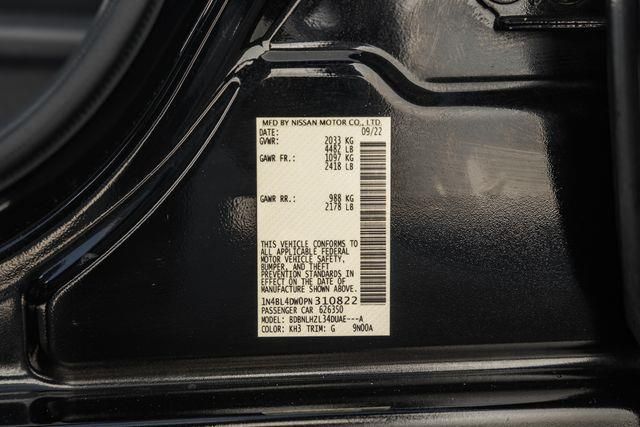 MFD BY NISSAN MOTOR CO., LTD.
DATE: 09/22
GVWR: 2033 KG
4482 LB
GAWR FR.: 1097 KG
2418 LB
GAWR RR.: 988 KG
2178 LB
THIS VEHICLE CONFORMS TO
ALL APPLICABLE FEDERAL
MOTOR VEHICLE SAFETY,
BUMPER, AND THEFT
PREVENTION STANDARDS IN
EFFECT ON THE DATE OF
MANUFACTURE SHOWN ABOVE.
1N4BL4DW0PN310822
PASSENGER CAR 626350
MODEL: BDBNLHZL34DUAE---A
COLOR: KH3 TRIM: G 9N00A